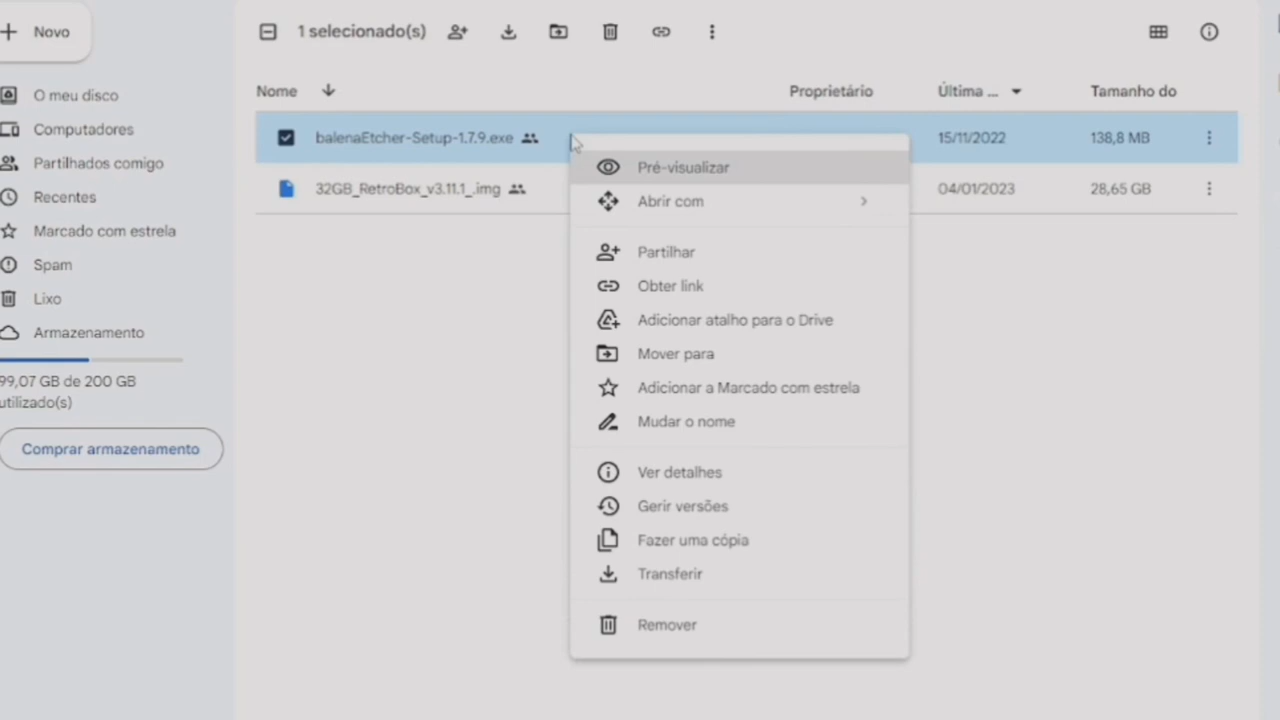 Novo
O meu disco
Computadores
Partilhados comigo
Recentes
Marcado com estrela
Spam
Lixo
Armazenamento
99,07 GB de 200 GB
utilizado(s)
Comprar armazenamento
1 selecionado(s)
Nome Proprietário Última ... Tamanho do
balenaEtcher-Setup-1.7.9.exe 15/11/2022 138,8 MB
32GB_RetroBox_v3.11.1_.img 04/01/2023 28,65 GB
Pré-visualizar
Abrir com
Partilhar
Obter link
Adicionar atalho para o Drive
Mover para
Adicionar a Marcado com estrela
Mudar o nome
Ver detalhes
Gerir versões
Fazer uma cópia
Transferir
Remover